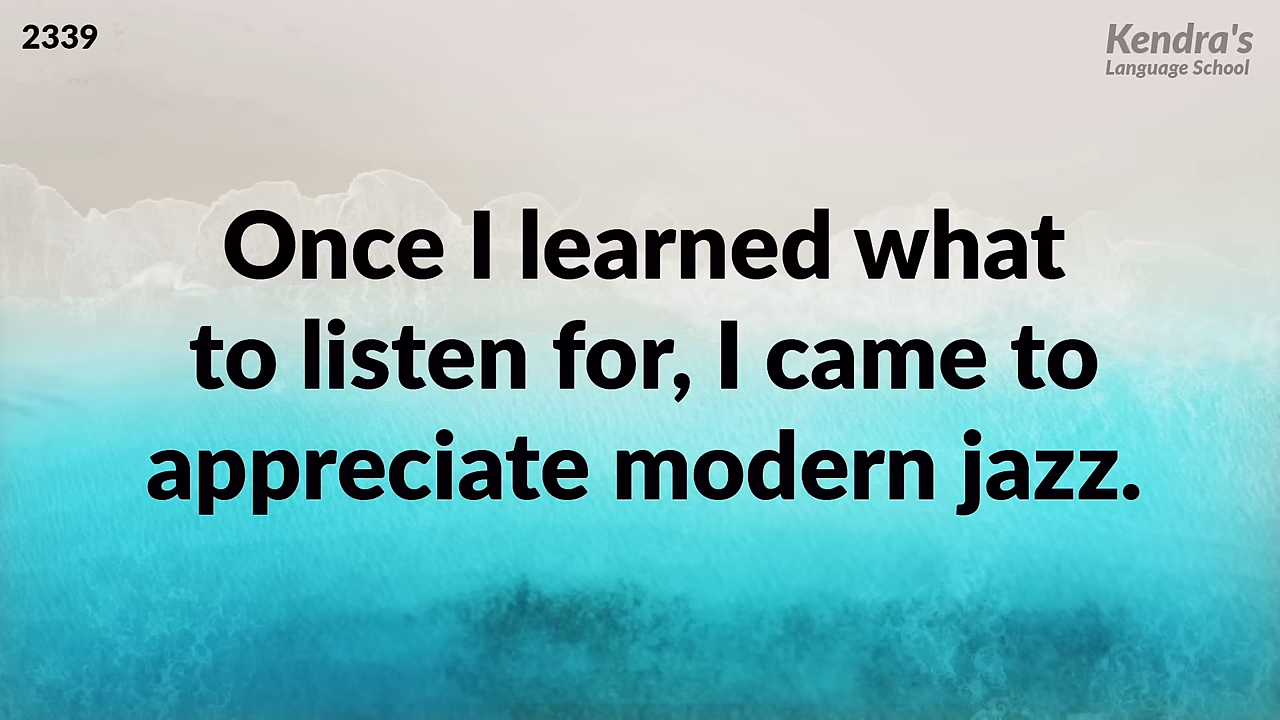 2339
Kendra's
Language School
Once I learned what
to listen for, I came to
appreciate modern jazz.